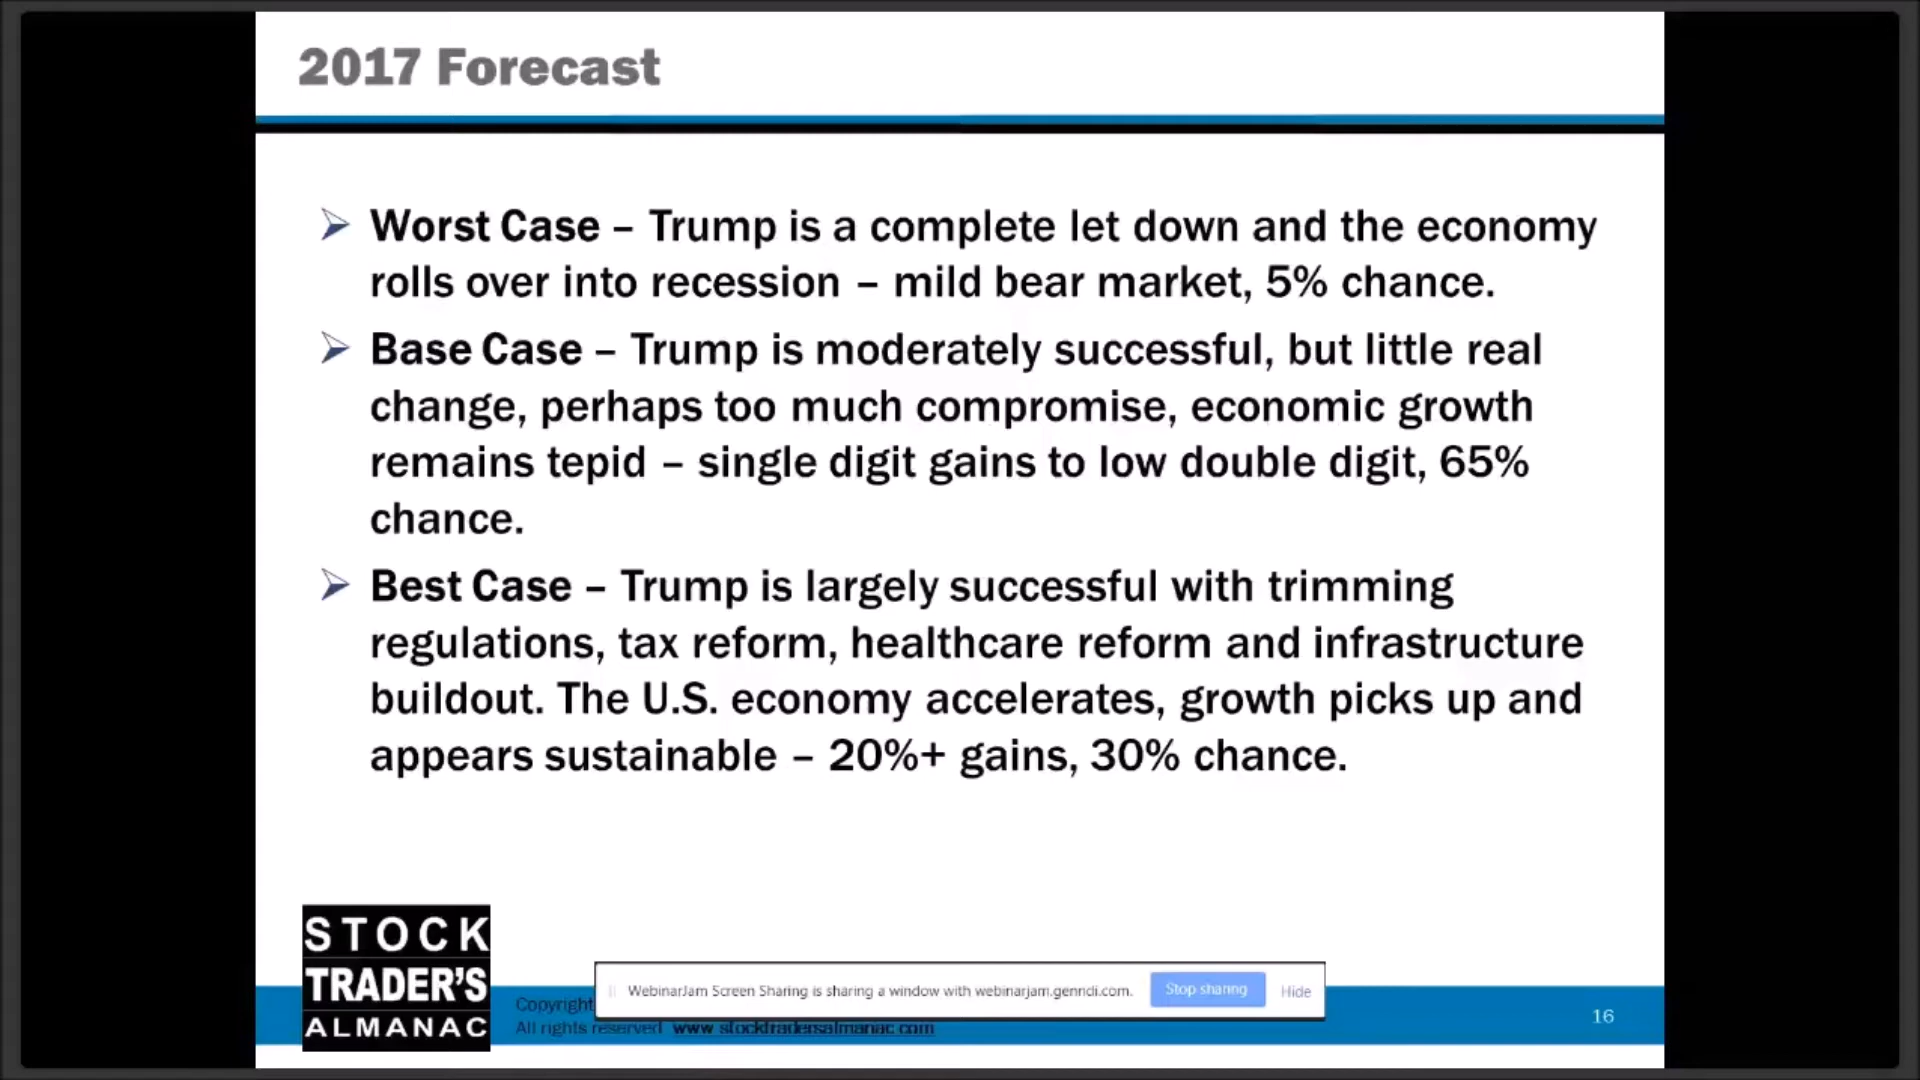 2017 Forecast
Worst Case – Trump is a complete let down and the economy
rolls over into recession – mild bear market, 5% chance.
Base Case – Trump is moderately successful, but little real
change, perhaps too much compromise, economic growth
remains tepid – single digit gains to low double digit, 65%
chance.
Best Case – Trump is largely successful with trimming
regulations, tax reform, healthcare reform and infrastructure
buildout. The U.S. economy accelerates, growth picks up and
appears sustainable – 20%+ gains, 30% chance.
STOCK
TRADER'S
ALMANAC
Copyright
All rights reserved www.stocktradersalmanac.com
WebinarJam Screen Sharing is sharing a window with webinarjam.genndi.com.
Stop sharing
Hide
16